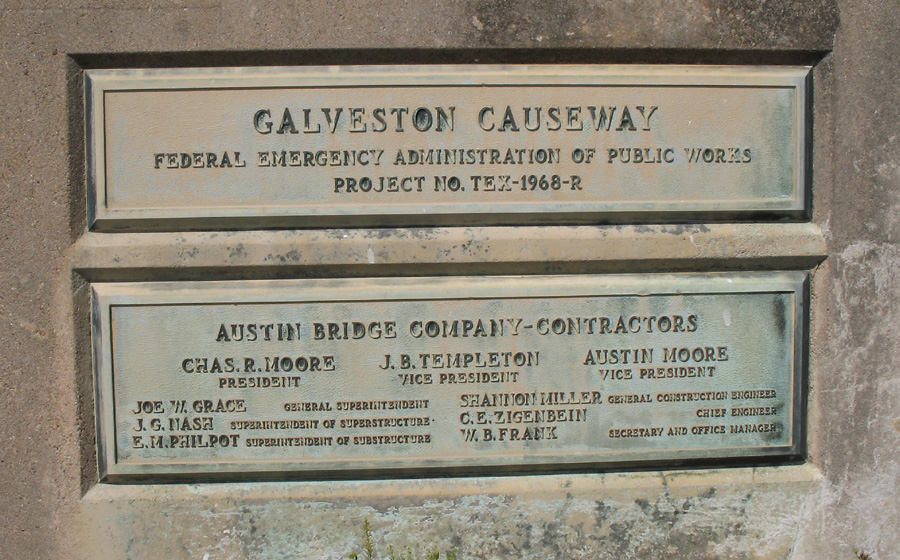 GALVESTON CAUSEWAY
FEDERAL EMERGENCY ADMINISTRATION OF PUBLIC WORKS
PROJECT NO. TEX-1968-R
AUSTIN BRIDGE COMPANY-CONTRACTORS
CHAS. R. MOORE J. B. TEMPLETON AUSTIN MOORE
PRESIDENT VICE PRESIDENT VICE PRESIDENT
JOE W. GRACE GENERAL SUPERINTENDENT SHANNON MILLER GENERAL CONSTRUCTION ENGINEER
J. G. NASH SUPERINTENDENT OF SUPERSTRUCTURE C. E. ZIGENBEIN CHIEF ENGINEER
E. M. PHILPOT SUPERINTENDENT OF SUBSTRUCTURE W. B. FRANK SECRETARY AND OFFICE MANAGER